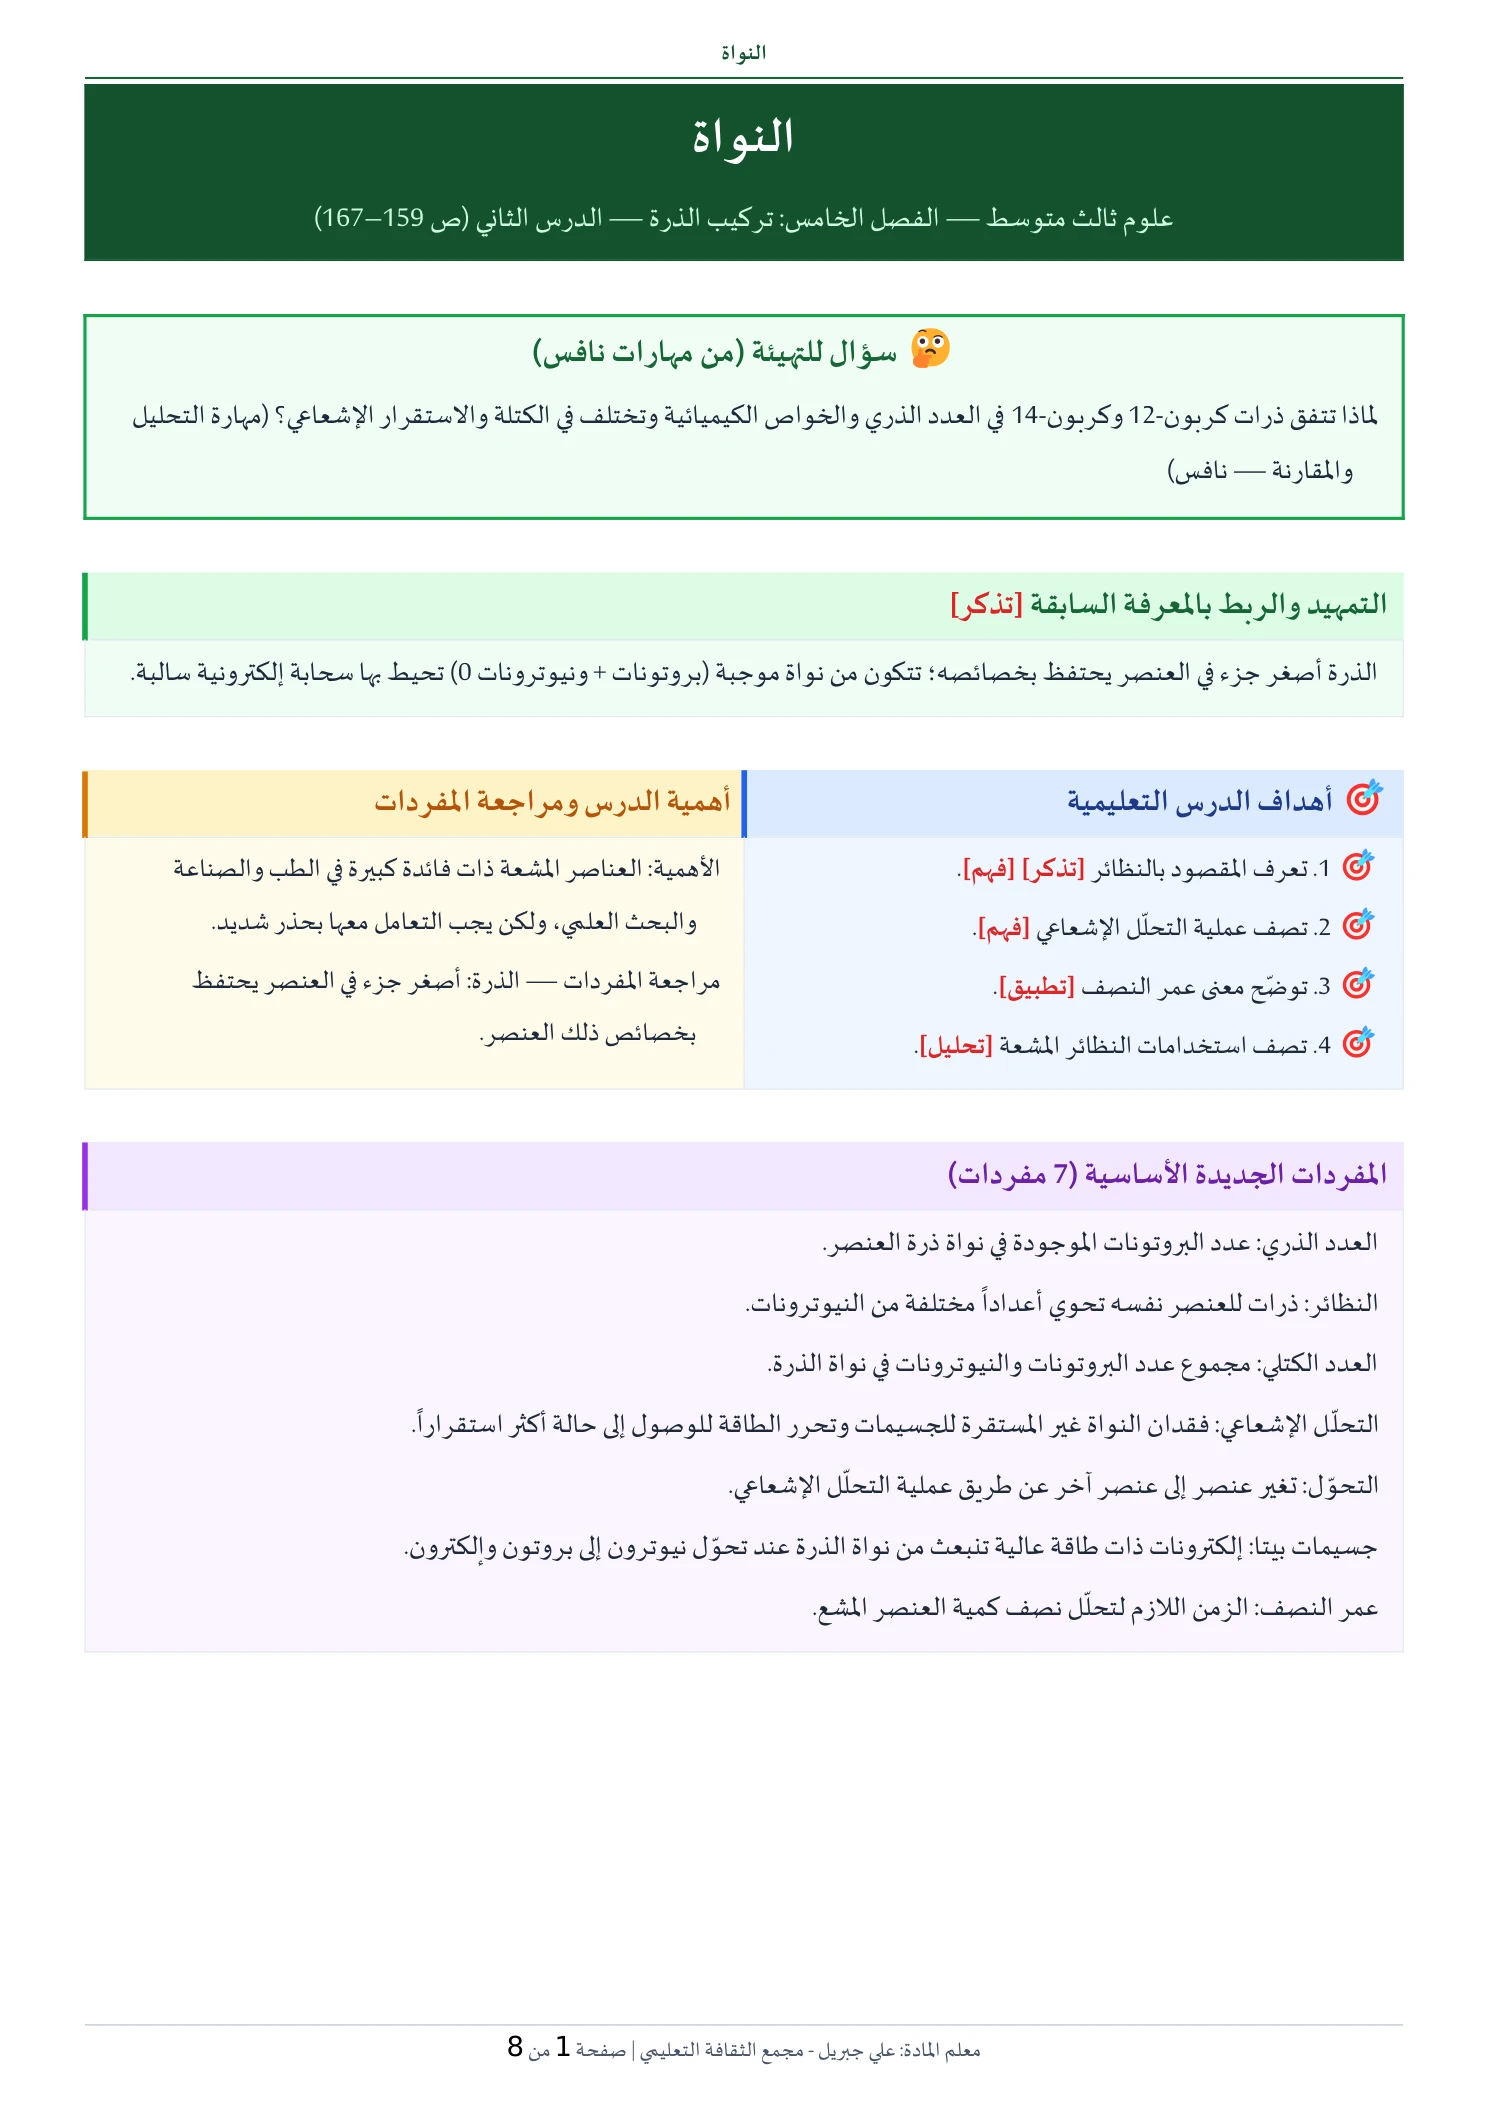 النواة
النواة
علوم ثالث متوسط — الفصل الخامس: تركيب الذرة — الدرس الثاني (ص 159–167)
🤔 سؤال للتهيئة (من مهارات نافس)
لماذا تتفق ذرات كربون-12 وكربون-14 في العدد الذري والخواص الكيميائية وتختلف في الكتلة والاستقرار الإشعاعي؟ (مهارة التحليل
والمقارنة — نافس)
التمهيد والربط بالمعرفة السابقة [تذكر]
الذرة أصغر جزء في العنصر يحتفظ بخصائصه؛ تتكون من نواة موجبة (بروتونات + ونيوترونات 0) تحيط بها سحابة إلكترونية سالبة.
🎯 أهداف الدرس التعليمية
🎯 1. تعرف المقصود بالنظائر [تذكر] [فهم].
🎯 2. تصف عملية التحلّل الإشعاعي [فهم].
🎯 3. توضّح معنى عمر النصف [تطبيق].
🎯 4. تصف استخدامات النظائر المشعة [تحليل].
أهمية الدرس ومراجعة المفردات
الأهمية: العناصر المشعة ذات فائدة كبيرة في الطب والصناعة
والبحث العلمي، ولكن يجب التعامل معها بحذر شديد.
مراجعة المفردات — الذرة: أصغر جزء في العنصر يحتفظ
بخصائص ذلك العنصر.
المفردات الجديدة الأساسية (7 مفردات)
العدد الذري: عدد البروتونات الموجودة في نواة ذرة العنصر.
النظائر: ذرات للعنصر نفسه تحوي أعداداً مختلفة من النيوترونات.
العدد الكتلي: مجموع عدد البروتونات والنيوترونات في نواة الذرة.
التحلّل الإشعاعي: فقدان النواة غير المستقرة للجسيمات وتحرر الطاقة للوصول إلى حالة أكثر استقراراً.
التحوّل: تغير عنصر إلى عنصر آخر عن طريق عملية التحلّل الإشعاعي.
جسيمات بيتا: إلكترونات ذات طاقة عالية تنبعث من نواة الذرة عند تحوّل نيوترون إلى بروتون وإلكترون.
عمر النصف: الزمن اللازم لتحلّل نصف كمية العنصر المشع.
معلم المادة: علي جبريل - مجمع الثقافة التعليمي | صفحة 1 من 8